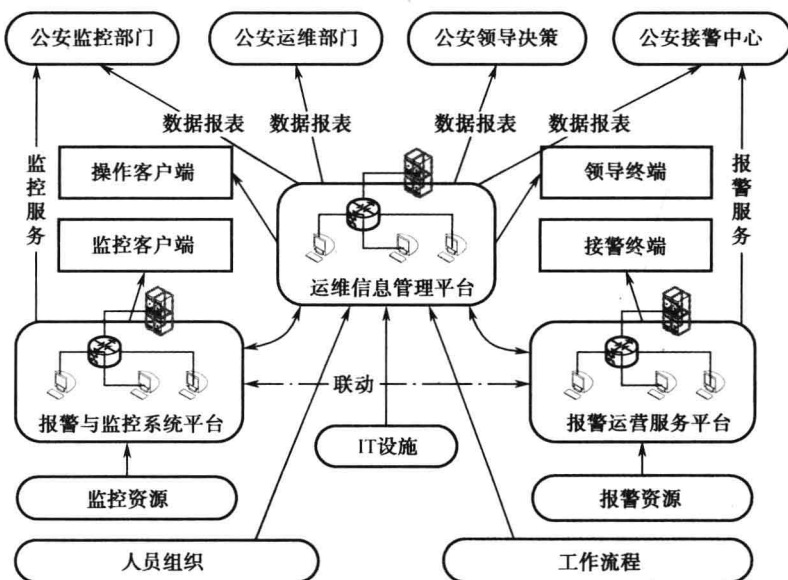 公安监控部门
公安运维部门
公安领导决策
公安接警中心
数据报表
数据报表
数据报表
数据报表
监控服务
报警服务
操作客户端
领导终端
监控客户端
接警终端
运维信息管理平台
联动
报警与监控系统平台
报警运营服务平台
IT设施
监控资源
报警资源
人员组织
工作流程